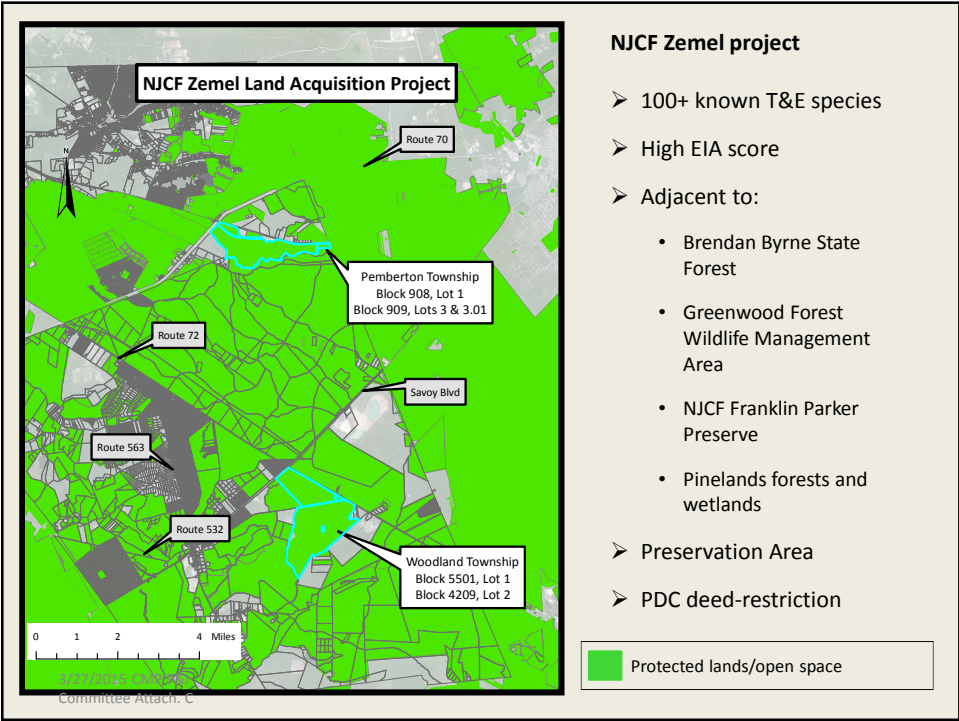 NJCF Zemel Land Acquisition Project
N
Route 70
Pemberton Township
Block 908, Lot 1
Block 909, Lots 3 & 3.01
Route 72
Savoy Blvd
Route 563
Route 532
Woodland Township
Block 5501, Lot 1
Block 4209, Lot 2
0 1 2 4 Miles
3/27/2015
Committee Attach. C
NJCF Zemel project
➢ 100+ known T&E species
➢ High EIA score
➢ Adjacent to:
• Brendan Byrne State
Forest
• Greenwood Forest
Wildlife Management
Area
• NJCF Franklin Parker
Preserve
• Pinelands forests and
wetlands
➢ Preservation Area
➢ PDC deed-restriction
Protected lands/open space